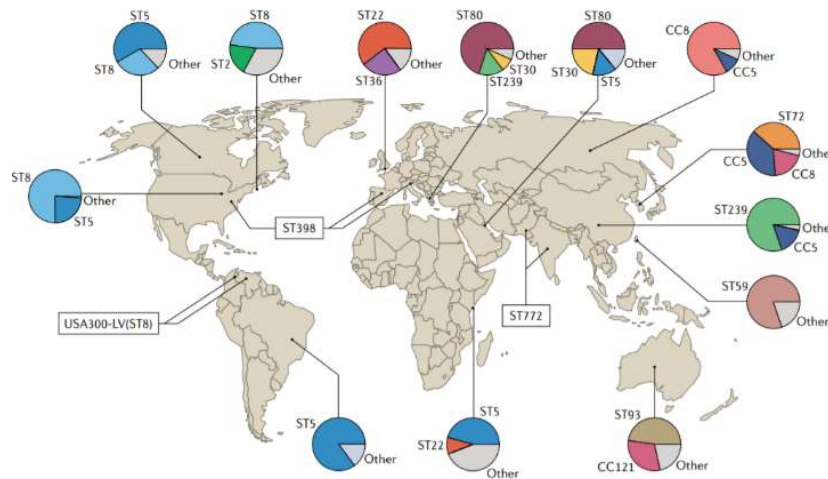 ST5
ST8
Other
ST8
ST2
Other
ST22
ST36
Other
ST80
Other
ST30
ST239
ST80
ST30
ST5
Other
CC8
Other
CC5
ST72
CC5
Other
CC8
ST8
Other
ST5
ST398
ST239
Other
CC5
USA300-LV(ST8)
ST772
ST59
Other
ST5
Other
ST5
ST22
Other
ST93
CC121
Other